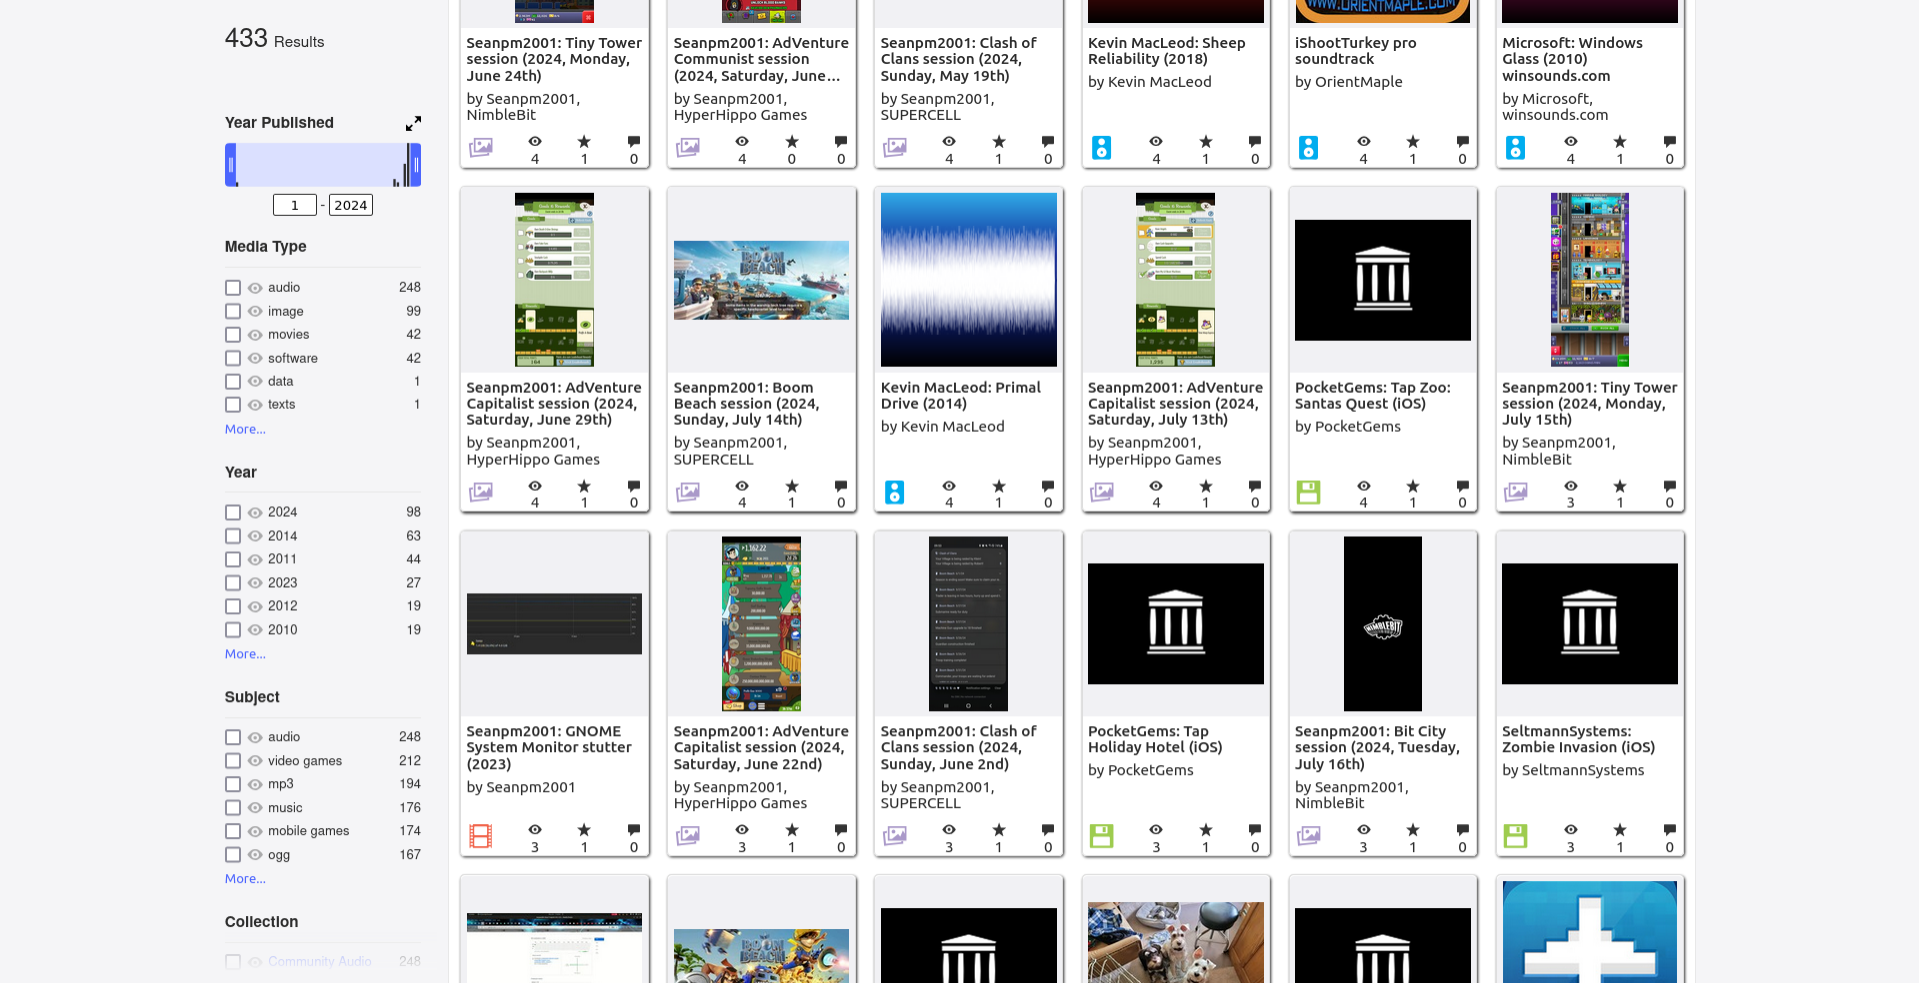 433 Results
Year Published
1 - 2024
Media Type
audio 248
image 99
movies 42
software 42
data 1
texts 1
More...
Year
2024 98
2014 63
2011 44
2023 27
2012 19
2010 19
More...
Subject
audio 248
video games 212
mp3 194
music 176
mobile games 174
ogg 167
More...
Collection
Community Audio 248
WWW.ORIENTMAPLE.COM
Seanpm2001: Tiny Tower
session (2024, Monday,
June 24th)
by Seanpm2001,
NimbleBit
4 1 0
Seanpm2001: AdVenture
Communist session
(2024, Saturday, June...
by Seanpm2001,
HyperHippo Games
4 0 0
Seanpm2001: Clash of
Clans session (2024,
Sunday, May 19th)
by Seanpm2001,
SUPERCELL
4 1 0
Kevin MacLeod: Sheep
Reliability (2018)
by Kevin MacLeod
4 1 0
iShootTurkey pro
soundtrack
by OrientMaple
4 1 0
Microsoft: Windows
Glass (2010)
winsounds.com
by Microsoft,
winsounds.com
4 1 0
Seanpm2001: AdVenture
Capitalist session (2024,
Saturday, June 29th)
by Seanpm2001,
HyperHippo Games
4 1 0
BOOM
BEACH
Seanpm2001: Boom
Beach session (2024,
Sunday, July 14th)
by Seanpm2001,
SUPERCELL
4 1 0
Kevin MacLeod: Primal
Drive (2014)
by Kevin MacLeod
4 1 0
Seanpm2001: AdVenture
Capitalist session (2024,
Saturday, July 13th)
by Seanpm2001,
HyperHippo Games
4 1 0
PocketGems: Tap Zoo:
Santas Quest (iOS)
by PocketGems
4 1 0
Seanpm2001: Tiny Tower
session (2024, Monday,
July 15th)
by Seanpm2001,
NimbleBit
3 1 0
Seanpm2001: GNOME
System Monitor stutter
(2023)
by Seanpm2001
3 1 0
Seanpm2001: AdVenture
Capitalist session (2024,
Saturday, June 22nd)
by Seanpm2001,
HyperHippo Games
3 1 0
Seanpm2001: Clash of
Clans session (2024,
Sunday, June 2nd)
by Seanpm2001,
SUPERCELL
3 1 0
PocketGems: Tap
Holiday Hotel (iOS)
by PocketGems
3 1 0
NIMBLEBIT
Seanpm2001: Bit City
session (2024, Tuesday,
July 16th)
by Seanpm2001,
NimbleBit
3 1 0
SeltmannSystems:
Zombie Invasion (iOS)
by SeltmannSystems
3 1 0
BOOM
BEACH